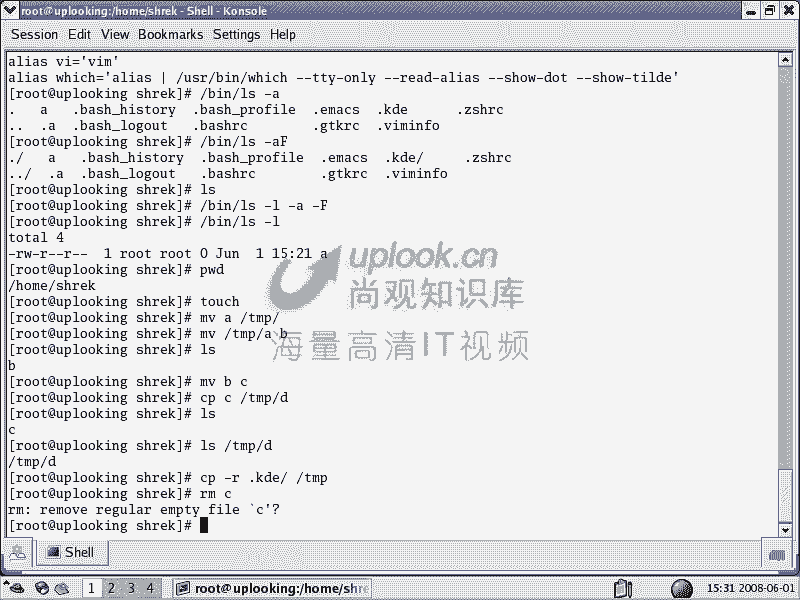 root@uplooking:/home/shrek - Shell - Konsole
Session Edit View Bookmarks Settings Help
alias vi='vim'
alias which='alias | /usr/bin/which --tty-only --read-alias --show-dot --show-tilde'
[root@uplooking shrek]# /bin/ls -a
.   a   .bash_history  .bash_profile  .emacs  .kde      .zshrc
..  .a  .bash_logout   .bashrc        .gtkrc  .viminfo
[root@uplooking shrek]# /bin/ls -aF
./   a   .bash_history  .bash_profile  .emacs  .kde/     .zshrc
../  .a  .bash_logout   .bashrc        .gtkrc  .viminfo
[root@uplooking shrek]# ls
[root@uplooking shrek]# /bin/ls -l -a -F
[root@uplooking shrek]# /bin/ls -l
total 4
-rw-r--r--  1 root root 0 Jun  1 15:21 a
[root@uplooking shrek]# pwd
/home/shrek
[root@uplooking shrek]# touch
[root@uplooking shrek]# mv a /tmp/
[root@uplooking shrek]# mv /tmp/a b
[root@uplooking shrek]# ls
b
[root@uplooking shrek]# mv b c
[root@uplooking shrek]# cp c /tmp/d
[root@uplooking shrek]# ls
c
[root@uplooking shrek]# ls /tmp/d
/tmp/d
[root@uplooking shrek]# cp -r .kde/ /tmp
[root@uplooking shrek]# rm c
rm: remove regular empty file `c'?
[root@uplooking shrek]#
uplook.cn
尚观知识库
海量高清IT视频
Shell
1 2 3 4 root@uplooking:/home/shre 15:31 2008-06-01